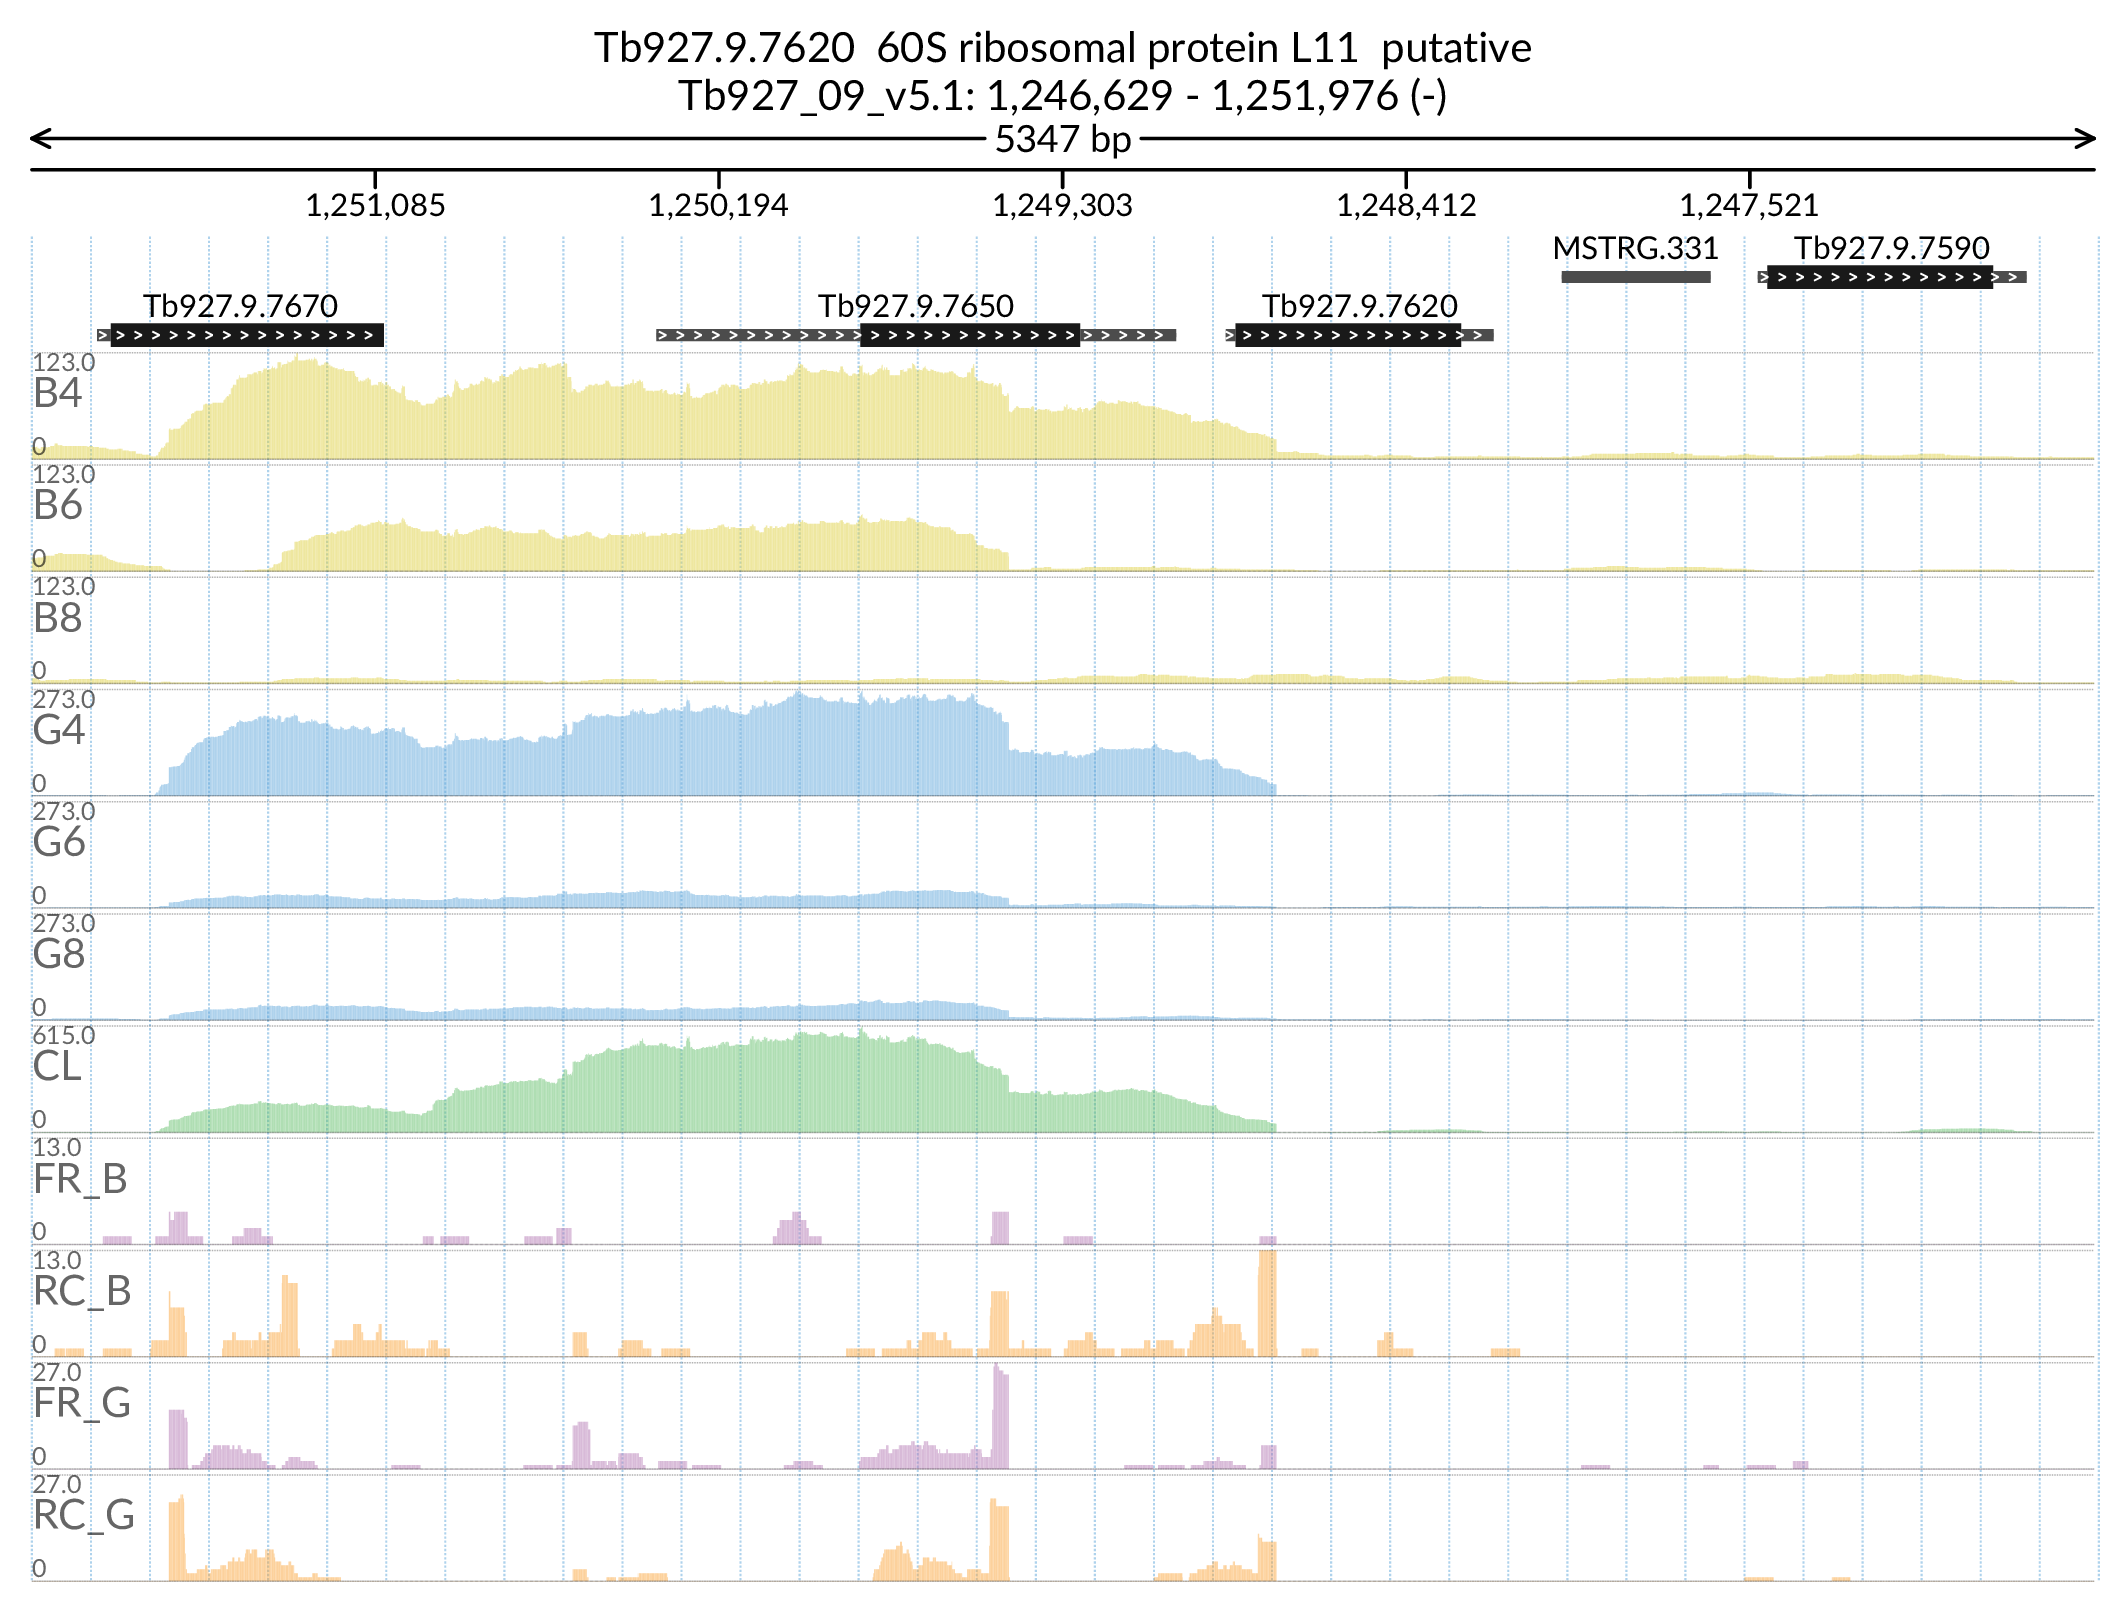 Tb927.9.7620 60S ribosomal protein L11 putative
Tb927_09_v5.1: 1,246,629 - 1,251,976 (-)
5347 bp
1,251,085 1,250,194 1,249,303 1,248,412 1,247,521
MSTRG.331 Tb927.9.7590
Tb927.9.7670 Tb927.9.7650 Tb927.9.7620
123.0
B4
0
123.0
B6
0
123.0
B8
0
273.0
G4
0
273.0
G6
0
273.0
G8
0
615.0
CL
0
13.0
FR_B
0
13.0
RC_B
0
27.0
FR_G
0
27.0
RC_G
0